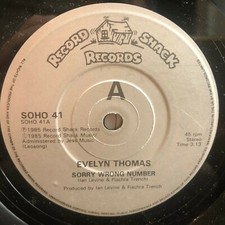 RECORD SHACK
RECORDS
A
SOHO 41
SOHO 41A
℗ 1985 Record Shack Records
© 1985 Record Shack Music/
Administered by Jess Music
(Leosong)
45 rpm
Stereo
Time 3.13
EVELYN THOMAS
SORRY WRONG NUMBER
Ian Levine & Fiachra Trench
Produced by Ian Levine & Fiachra Trench